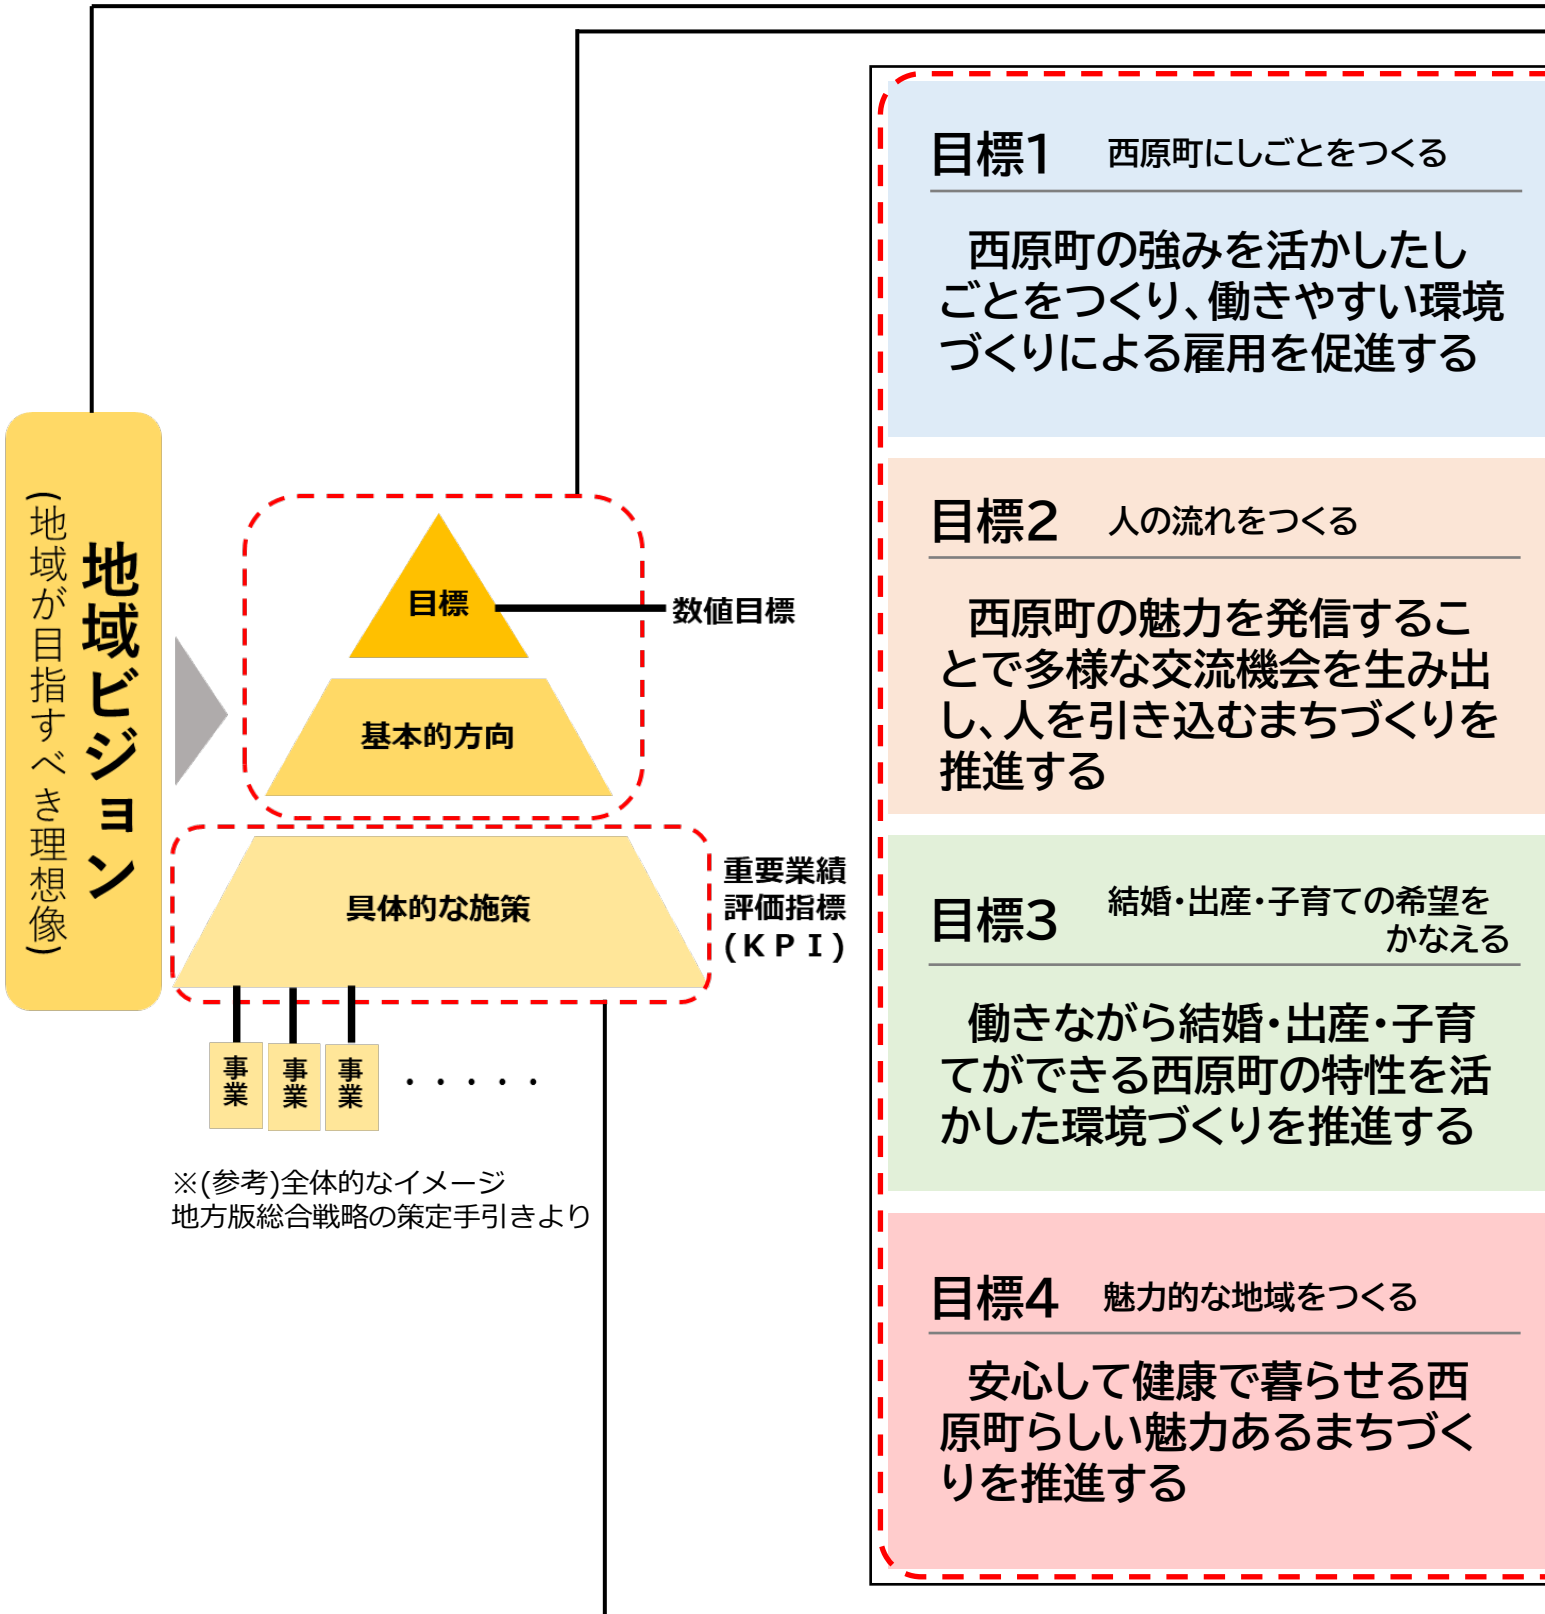 地域ビジョン
(地域が目指すべき理想像)
目標
数値目標
基本的方向
具体的な施策
重要業績
評価指標
(ＫＰＩ)
事業
事業
事業
・・・・・
※(参考)全体的なイメージ
地方版総合戦略の策定手引きより
目標1 西原町にしごとをつくる
西原町の強みを活かしたし
ごとをつくり、働きやすい環境
づくりによる雇用を促進する
目標2 人の流れをつくる
西原町の魅力を発信するこ
とで多様な交流機会を生み出
し、人を引き込むまちづくりを
推進する
目標3 結婚・出産・子育ての希望を
かなえる
働きながら結婚・出産・子育
てができる西原町の特性を活
かした環境づくりを推進する
目標4 魅力的な地域をつくる
安心して健康で暮らせる西
原町らしい魅力あるまちづく
りを推進する